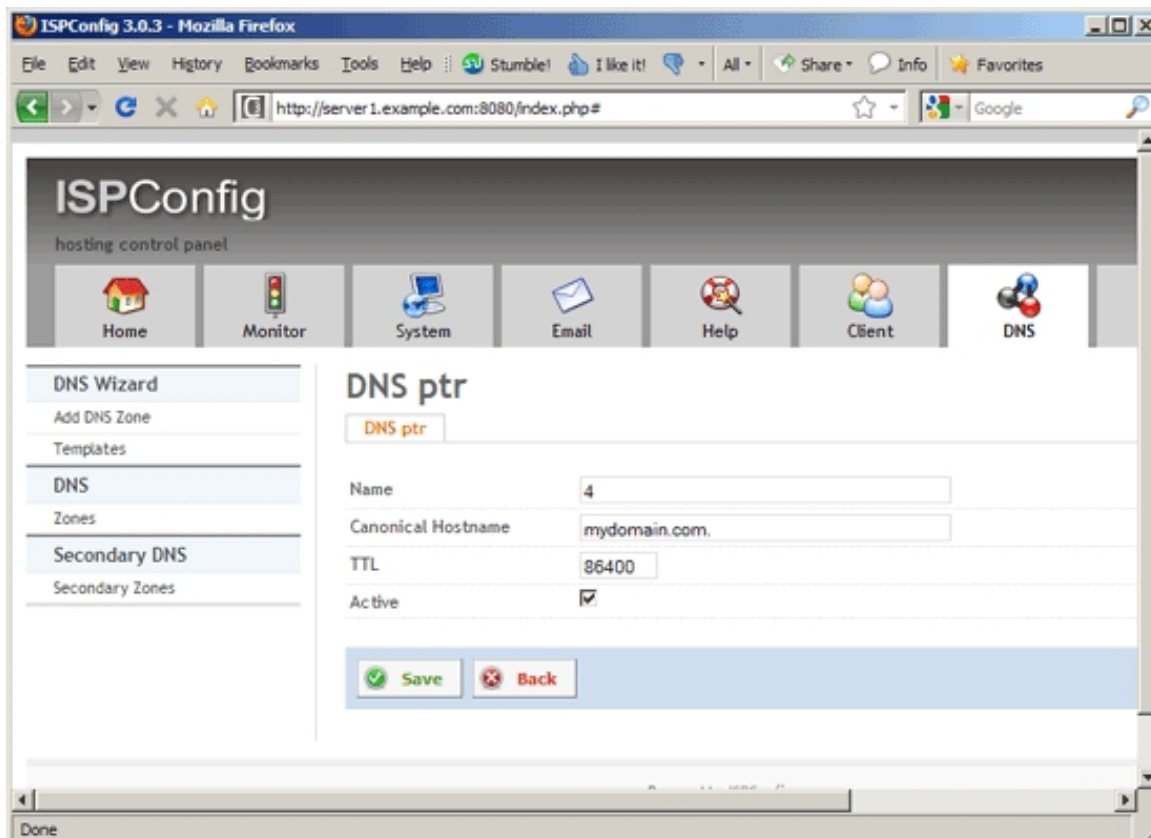 ISPConfig 3.0.3 - Mozilla Firefox
File Edit View History Bookmarks Tools Help Stumble! I like it! All Share Info Favorites
http://server1.example.com:8080/index.php# Google
ISPConfig
hosting control panel
Home Monitor System Email Help Client DNS
DNS Wizard
Add DNS Zone
Templates
DNS
Zones
Secondary DNS
Secondary Zones
DNS ptr
DNS ptr
Name 4
Canonical Hostname mydomain.com.
TTL 86400
Active
Save Back
Done